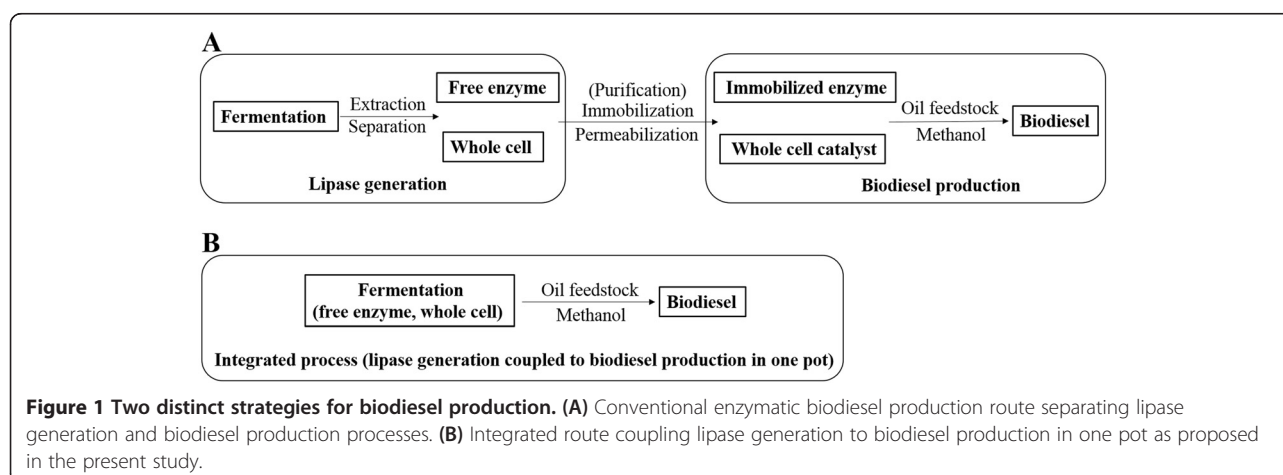 A
Fermentation
Extraction
Separation
Free enzyme
Whole cell
Lipase generation
(Purification)
Immobilization
Permeabilization
Immobilized enzyme
Whole cell catalyst
Oil feedstock
Methanol
Biodiesel
Biodiesel production
B
Fermentation
(free enzyme, whole cell)
Oil feedstock
Methanol
Biodiesel
Integrated process (lipase generation coupled to biodiesel production in one pot)
Figure 1 Two distinct strategies for biodiesel production. (A) Conventional enzymatic biodiesel production route separating lipase
generation and biodiesel production processes. (B) Integrated route coupling lipase generation to biodiesel production in one pot as proposed
in the present study.